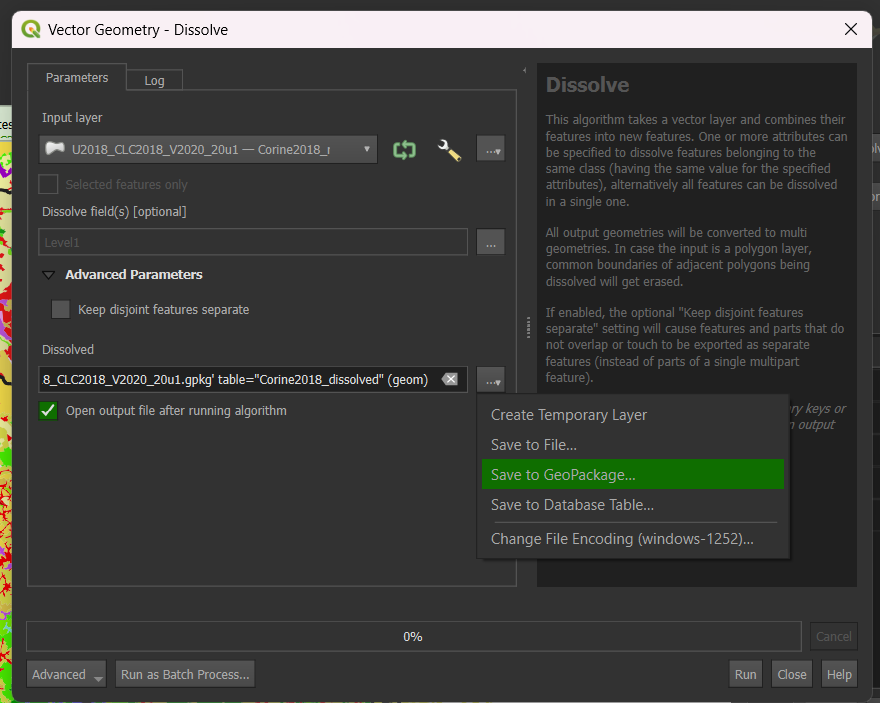 Vector Geometry - Dissolve
Parameters
Log
Input layer
U2018_CLC2018_V2020_20u1 — Corine2018_r
...
Selected features only
Dissolve field(s) [optional]
Level1
...
Advanced Parameters
Keep disjoint features separate
Dissolved
8_CLC2018_V2020_20u1.gpkg' table="Corine2018_dissolved" (geom)
...
Open output file after running algorithm
Create Temporary Layer
Save to File...
Save to GeoPackage...
Save to Database Table...
Change File Encoding (windows-1252)...
Dissolve
This algorithm takes a vector layer and combines their
features into new features. One or more attributes can
be specified to dissolve features belonging to the
same class (having the same value for the specified
attributes), alternatively all features can be dissolved
in a single one.
All output geometries will be converted to multi
geometries. In case the input is a polygon layer,
common boundaries of adjacent polygons being
dissolved will get erased.
If enabled, the optional "Keep disjoint features
separate" setting will cause features and parts that do
not overlap or touch to be exported as separate
features (instead of parts of a single multipart
feature).
keys or
output
0%
Cancel
Advanced
Run as Batch Process...
Run
Close
Help